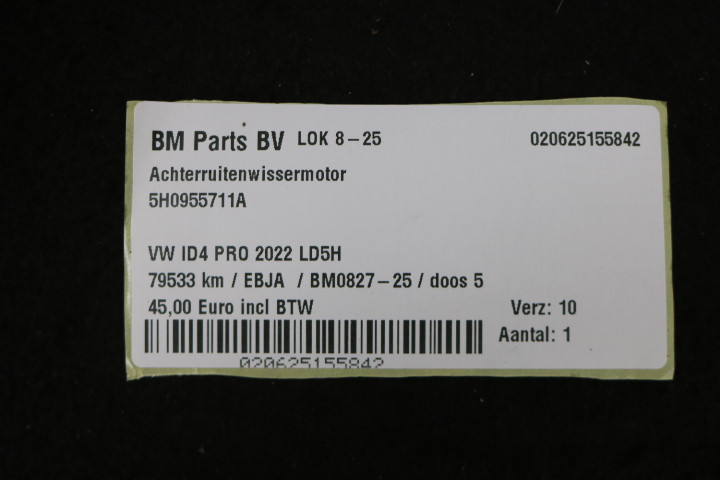 BM Parts BV LOK 8-25 020625155842
Achterruitenwissermotor
5H0955711A
VW ID4 PRO 2022 LD5H
79533 km / EBJA / BM0827-25 / doos 5
45,00 Euro incl BTW Verz: 10
Aantal: 1
020625155842